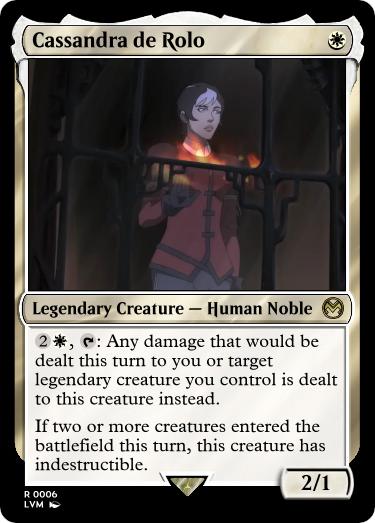 Cassandra de Rolo
Legendary Creature — Human Noble
2, : Any damage that would be
dealt this turn to you or target
legendary creature you control is dealt
to this creature instead.
If two or more creatures entered the
battlefield this turn, this creature has
indestructible.
2/1
R 0006
LVM